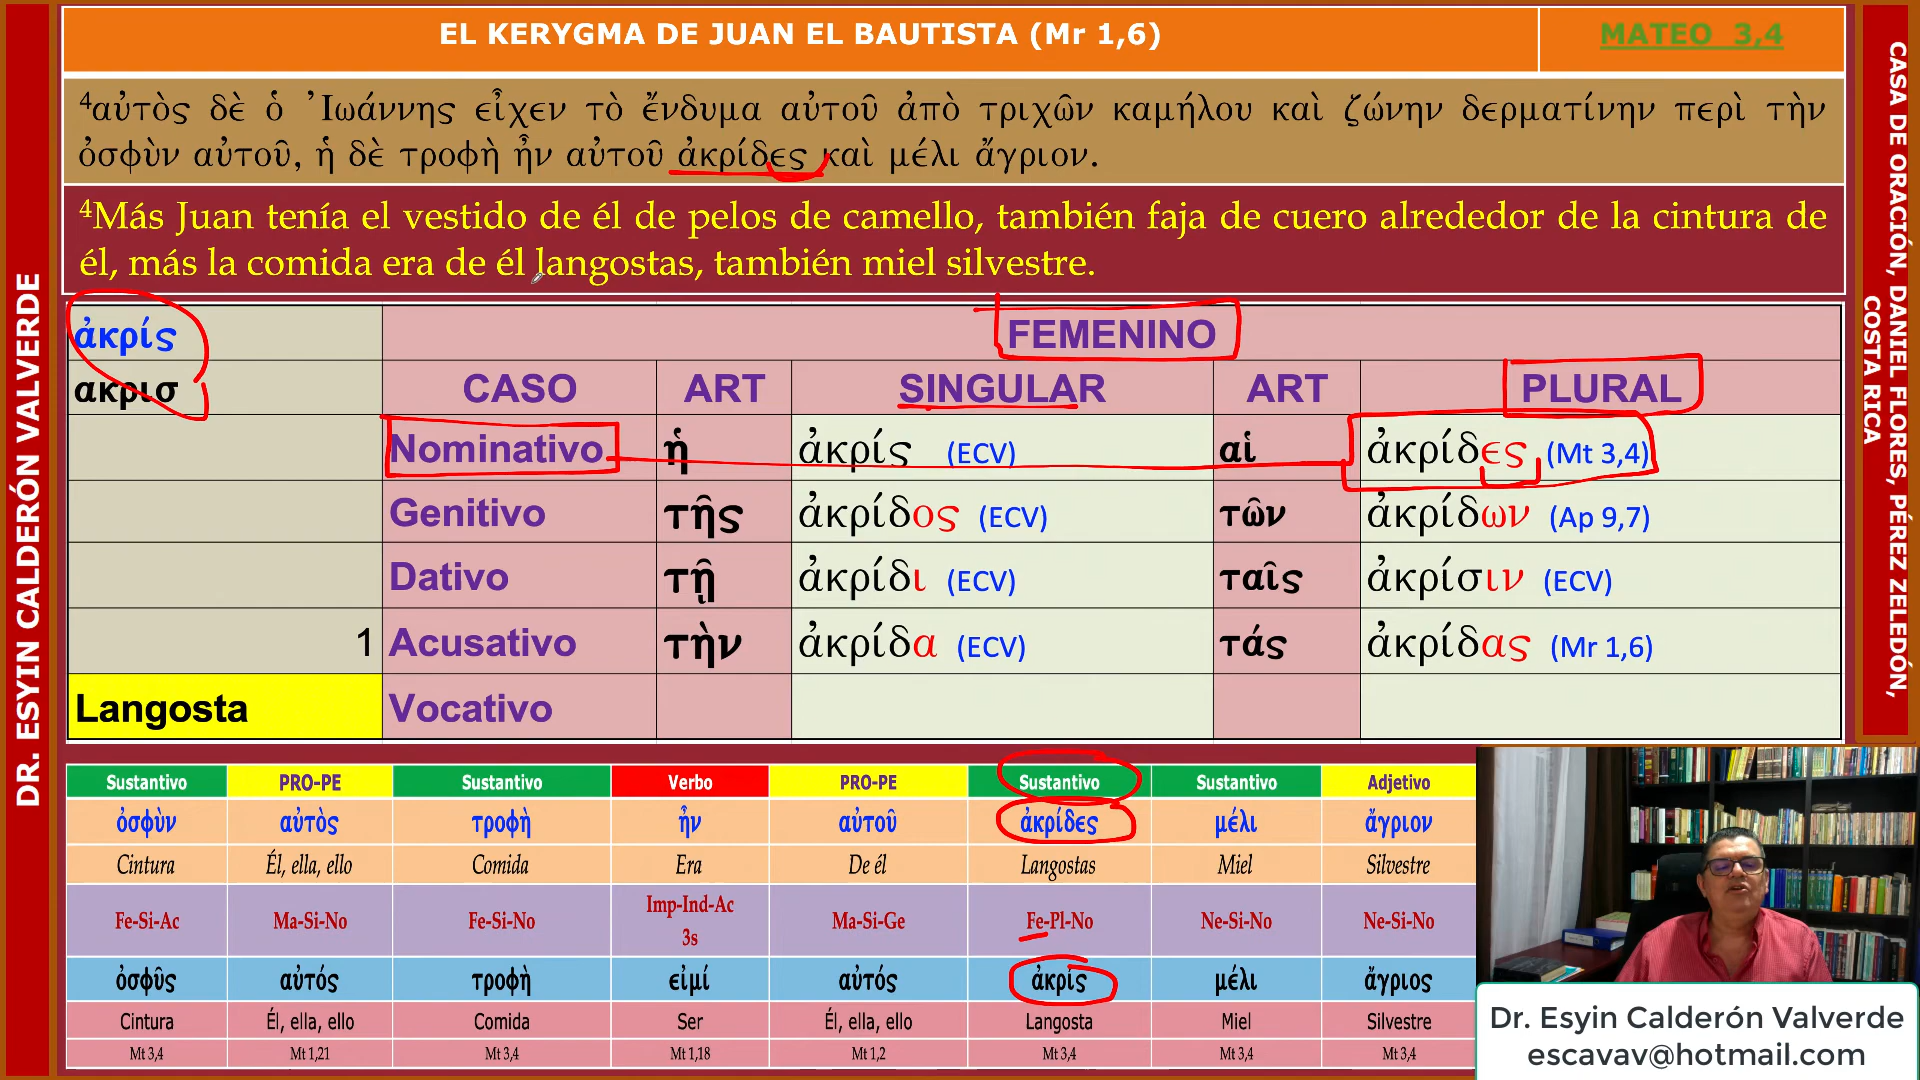 EL KERYGMA DE JUAN EL BAUTISTA (Mr 1,6)
MATEO 3,4
⁴αὐτὸς δὲ ὁ ᾿Ιωάννης εἶχεν τὸ ἔνδυμα αὐτοῦ ἀπὸ τριχῶν καμήλου καὶ ζώνην δερματίνην περὶ τὴν
ὀσφὺν αὐτοῦ, ἡ δὲ τροφὴ ἦν αὐτοῦ ἀκρίδες καὶ μέλι ἄγριον.
⁴Más Juan tenía el vestido de él de pelos de camello, también faja de cuero alrededor de la cintura de
él, más la comida era de él langostas, también miel silvestre.
ἀκρίς FEMENINO
ακρισ CASO ART SINGULAR ART PLURAL
Nominativo ἡ ἀκρίς (ECV) αἱ ἀκρίδες (Mt 3,4)
Genitivo τῆς ἀκρίδος (ECV) τῶν ἀκρίδων (Ap 9,7)
Dativo τῇ ἀκρίδι (ECV) ταῖς ἀκρίσιν (ECV)
1 Acusativo τὴν ἀκρίδα (ECV) τάς ἀκρίδας (Mr 1,6)
Langosta Vocativo
Sustantivo PRO-PE Sustantivo Verbo PRO-PE Sustantivo Sustantivo Adjetivo
ὀσφὺν αὐτὸς τροφὴ ἦν αὐτοῦ ἀκρίδες μέλι ἄγριον
Cintura Él, ella, ello Comida Era De él Langostas Miel Silvestre
Fe-Si-Ac Ma-Si-No Fe-Si-No Imp-Ind-Ac Ma-Si-Ge Fe-Pl-No Ne-Si-No Ne-Si-No
3s
ὀσφῦς αὐτός τροφὴ εἰμί αὐτός ἀκρίς μέλι ἄγριος
Cintura Él, ella, ello Comida Ser Él, ella, ello Langosta Miel Silvestre
Mt 3,4 Mt 1,21 Mt 3,4 Mt 1,18 Mt 1,2 Mt 3,4 Mt 3,4 Mt 3,4
DR. ESYIN CALDERÓN VALVERDE
CASA DE ORACIÓN, DANIEL FLORES, PÉREZ ZELEDÓN,
COSTA RICA
Dr. Esyin Calderón Valverde
escavav@hotmail.com